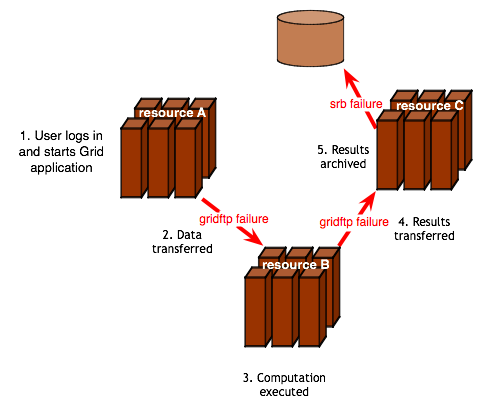 1. User logs in
and starts Grid
application
resource A
gridftp failure
2. Data
transferred
resource B
3. Computation
executed
gridftp failure
4. Results
transferred
resource C
srb failure
5. Results
archived